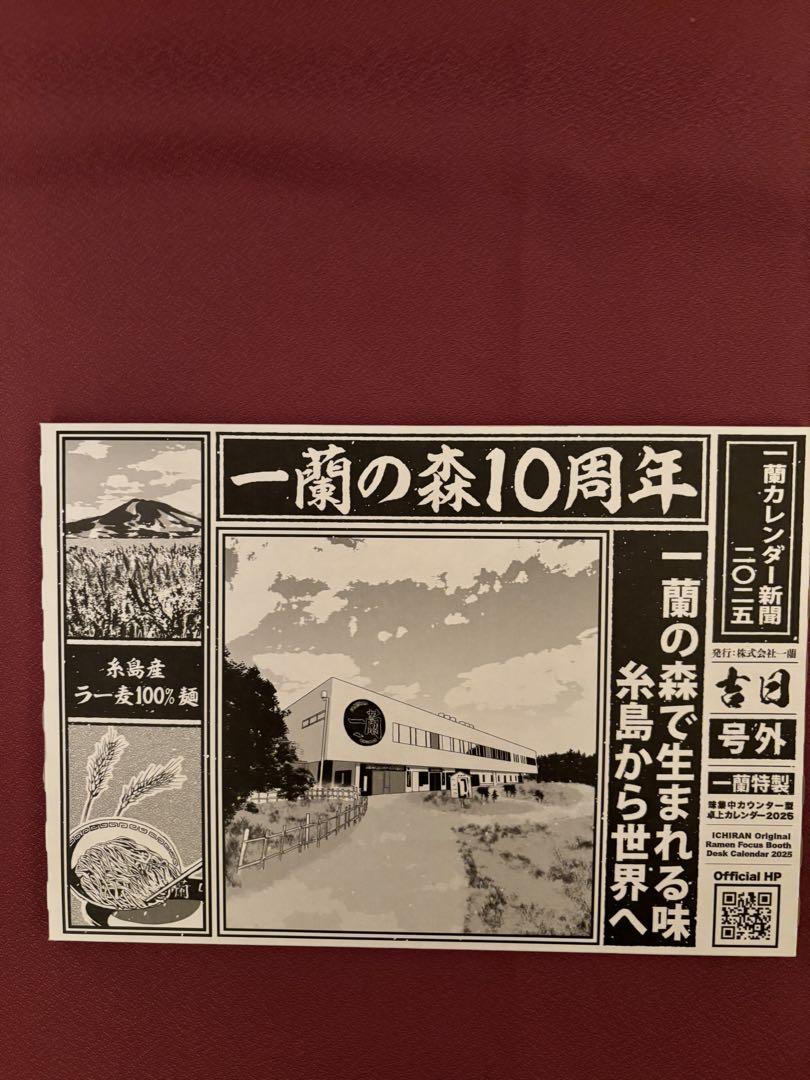 一蘭の森10周年
一蘭カレンダー新聞
二〇二五
発行：株式会社一蘭
吉日
号外
一蘭特製
味集中カウンター型
卓上カレンダー2025
ICHIRAN Original
Ramen Focus Booth
Desk Calendar 2025
Official HP
一蘭の森で生まれる味
糸島から世界へ
一蘭
糸島産
ラー麦100%麺